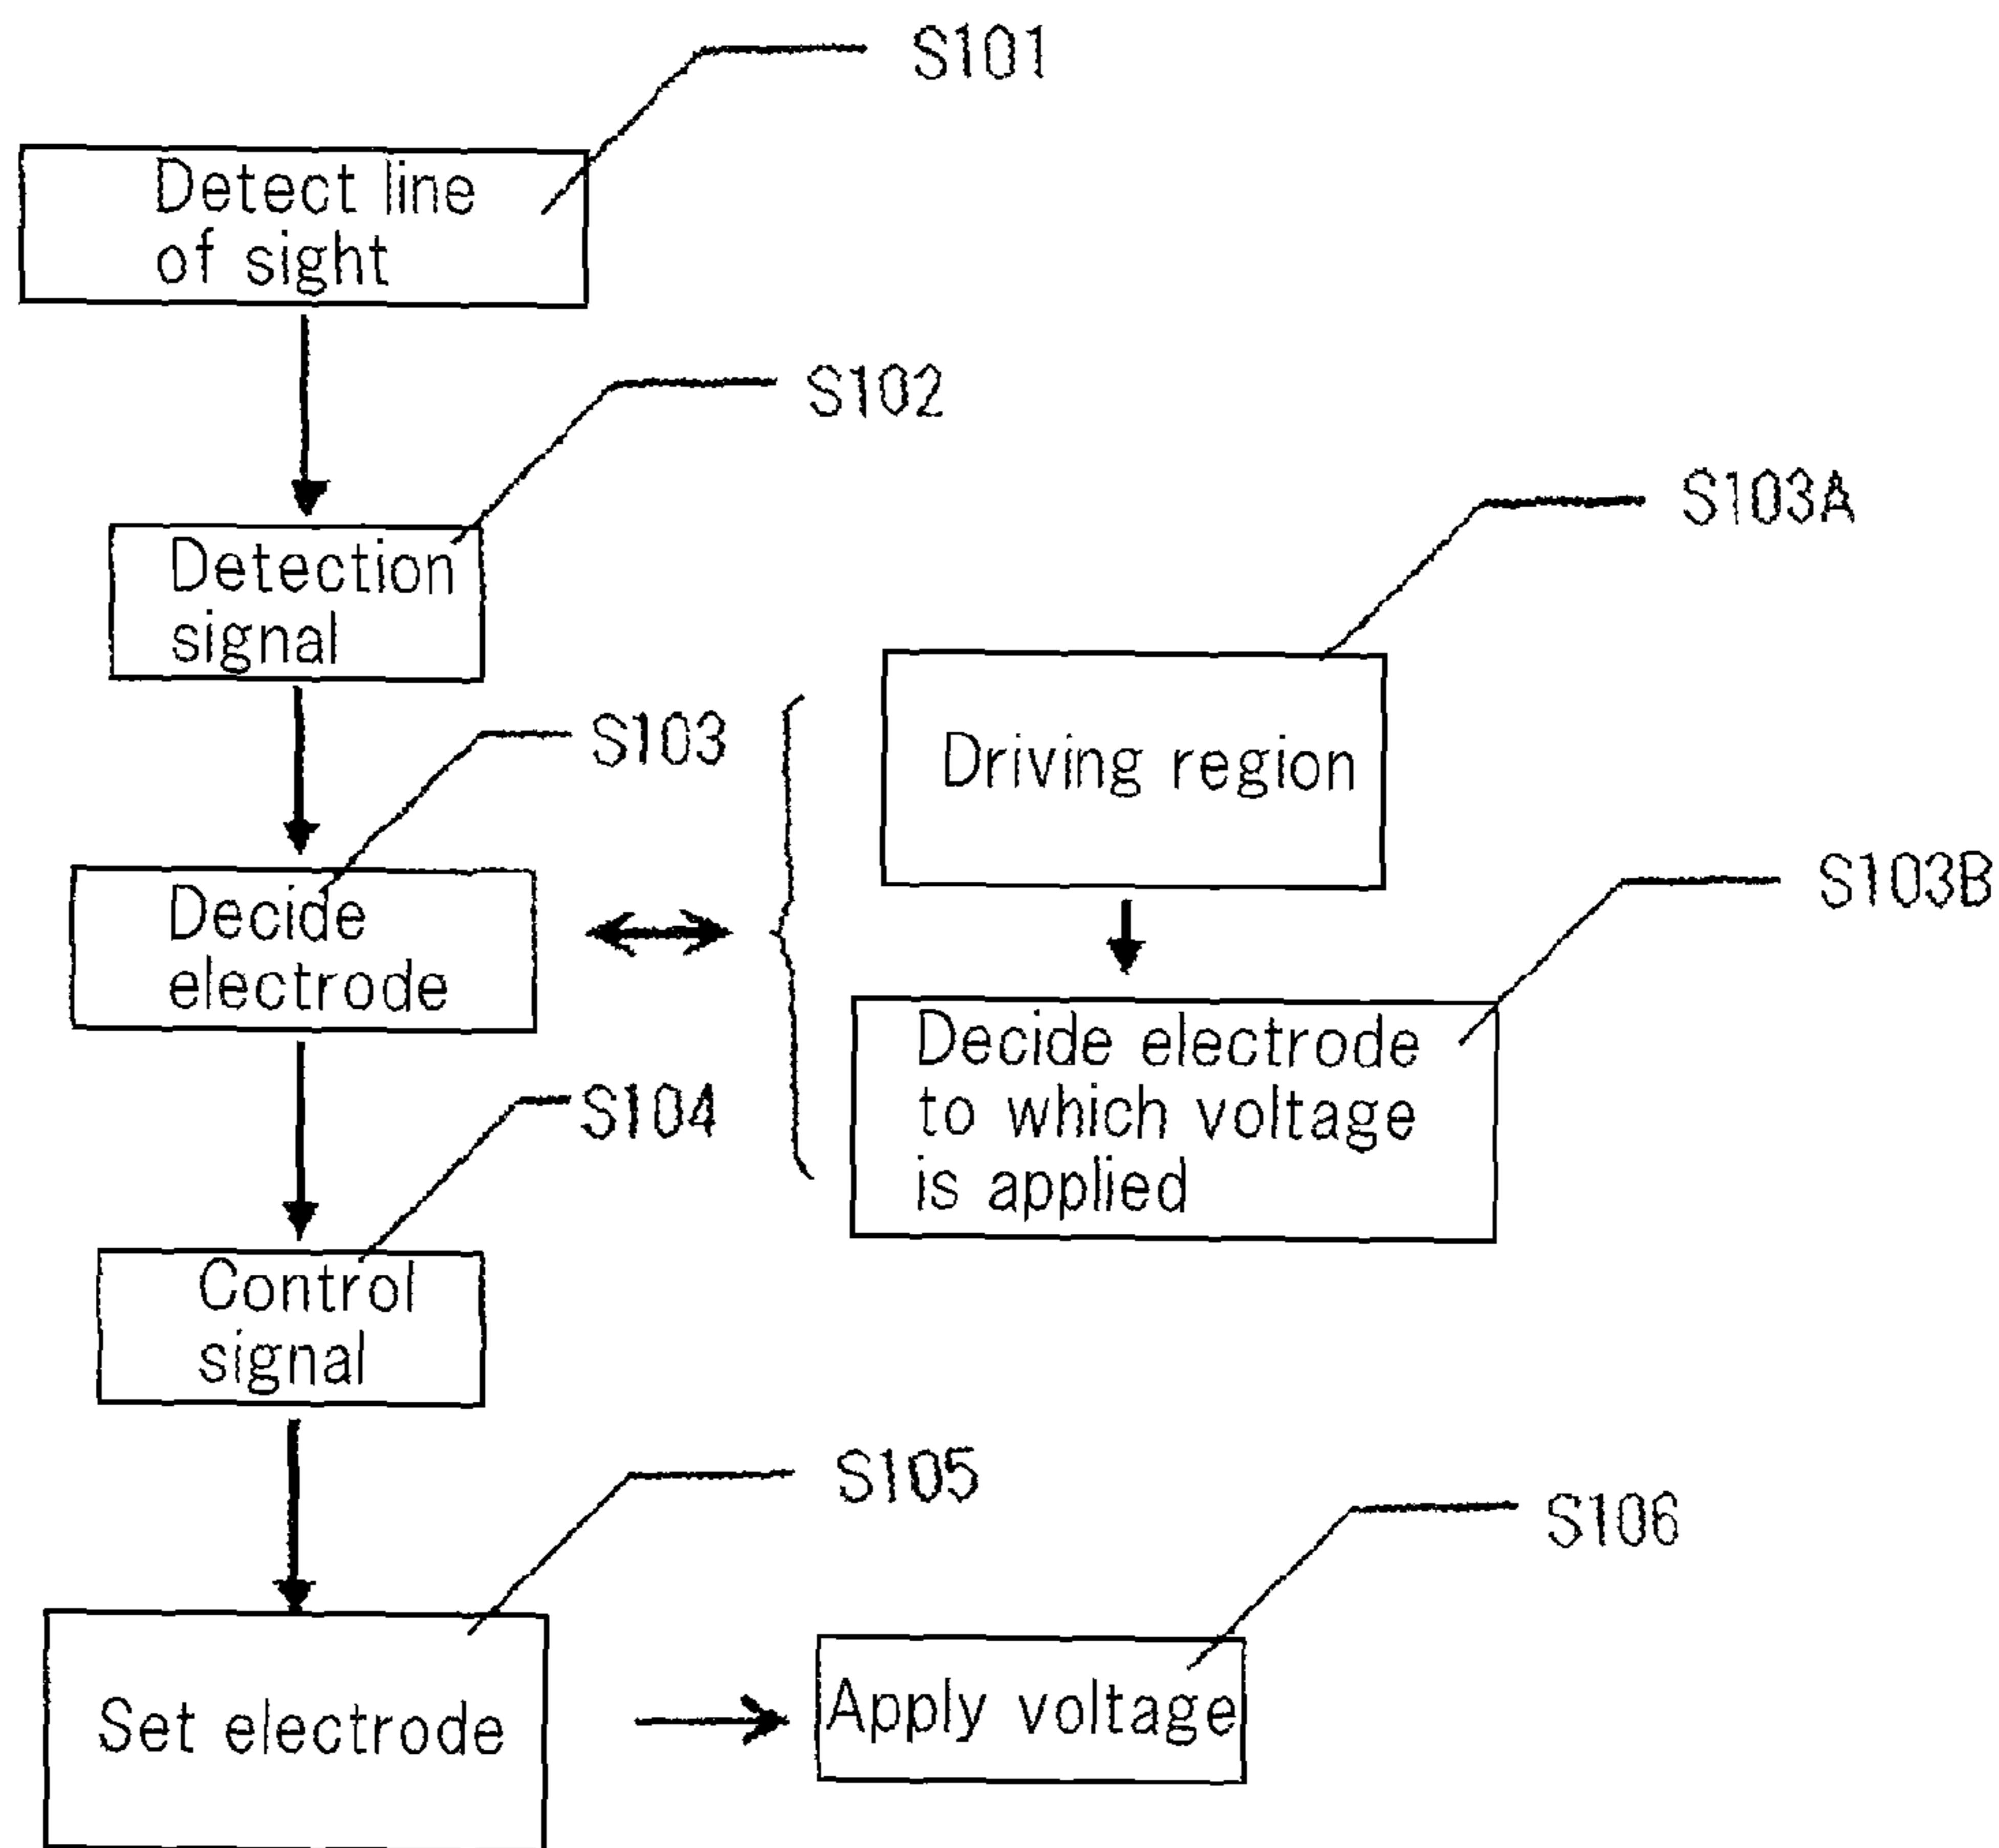 S101
Detect line
of sight
S102
Detection
signal
S103A
S103
Driving region
S103B
Decide
electrode
Decide electrode
to which voltage
is applied
S104
Control
signal
S105
S106
Set electrode
Apply voltage